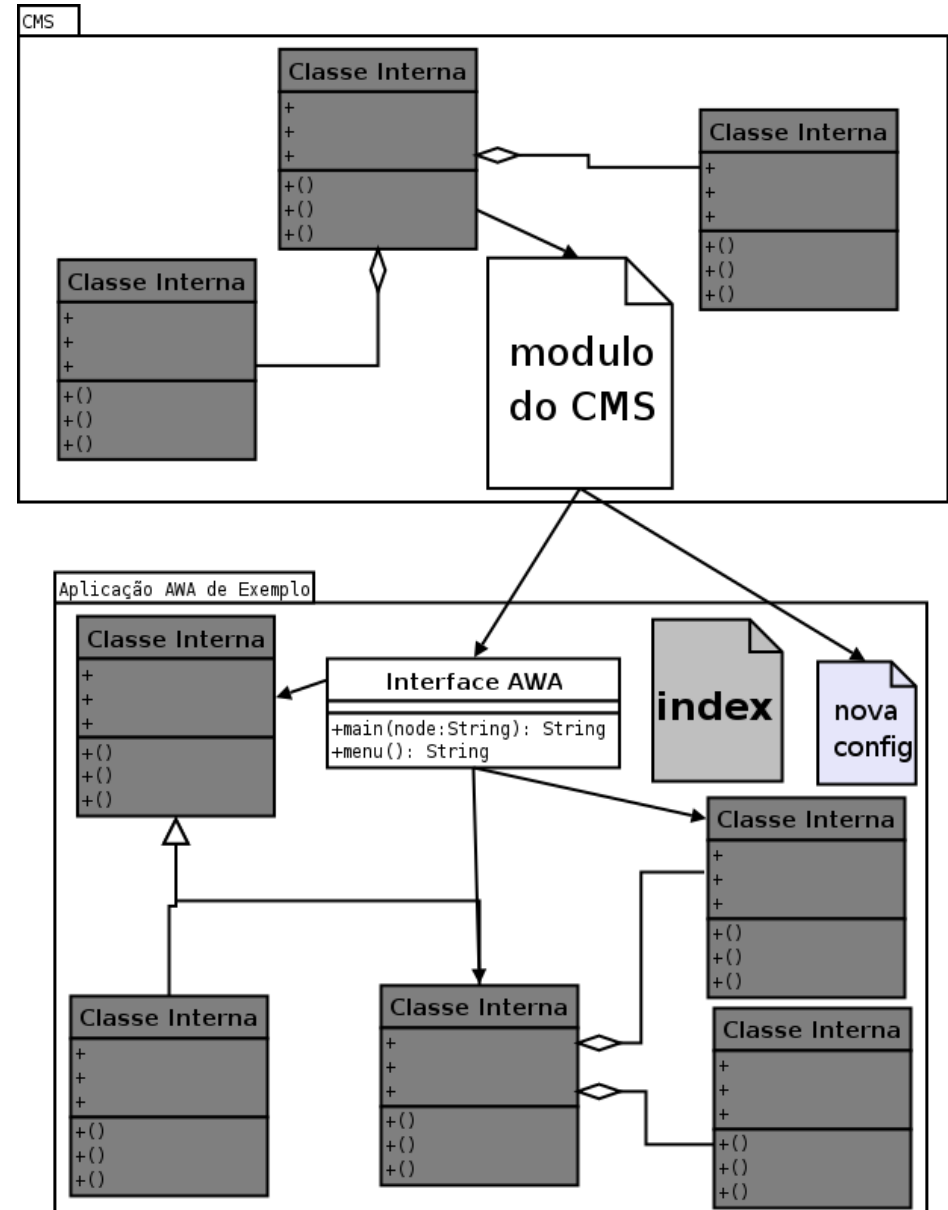 CMS
Classe Interna
+
+
+
+()
+()
+()
Classe Interna
+
+
+
+()
+()
+()
Classe Interna
+
+
+
+()
+()
+()
modulo
do CMS
Aplicação AWA de Exemplo
Classe Interna
+
+
+
+()
+()
+()
Interface AWA
+main(node:String): String
+menu(): String
index
nova
config
Classe Interna
+
+
+
+()
+()
+()
Classe Interna
+
+
+
+()
+()
+()
Classe Interna
+
+
+
+()
+()
+()
Classe Interna
+
+
+
+()
+()
+()